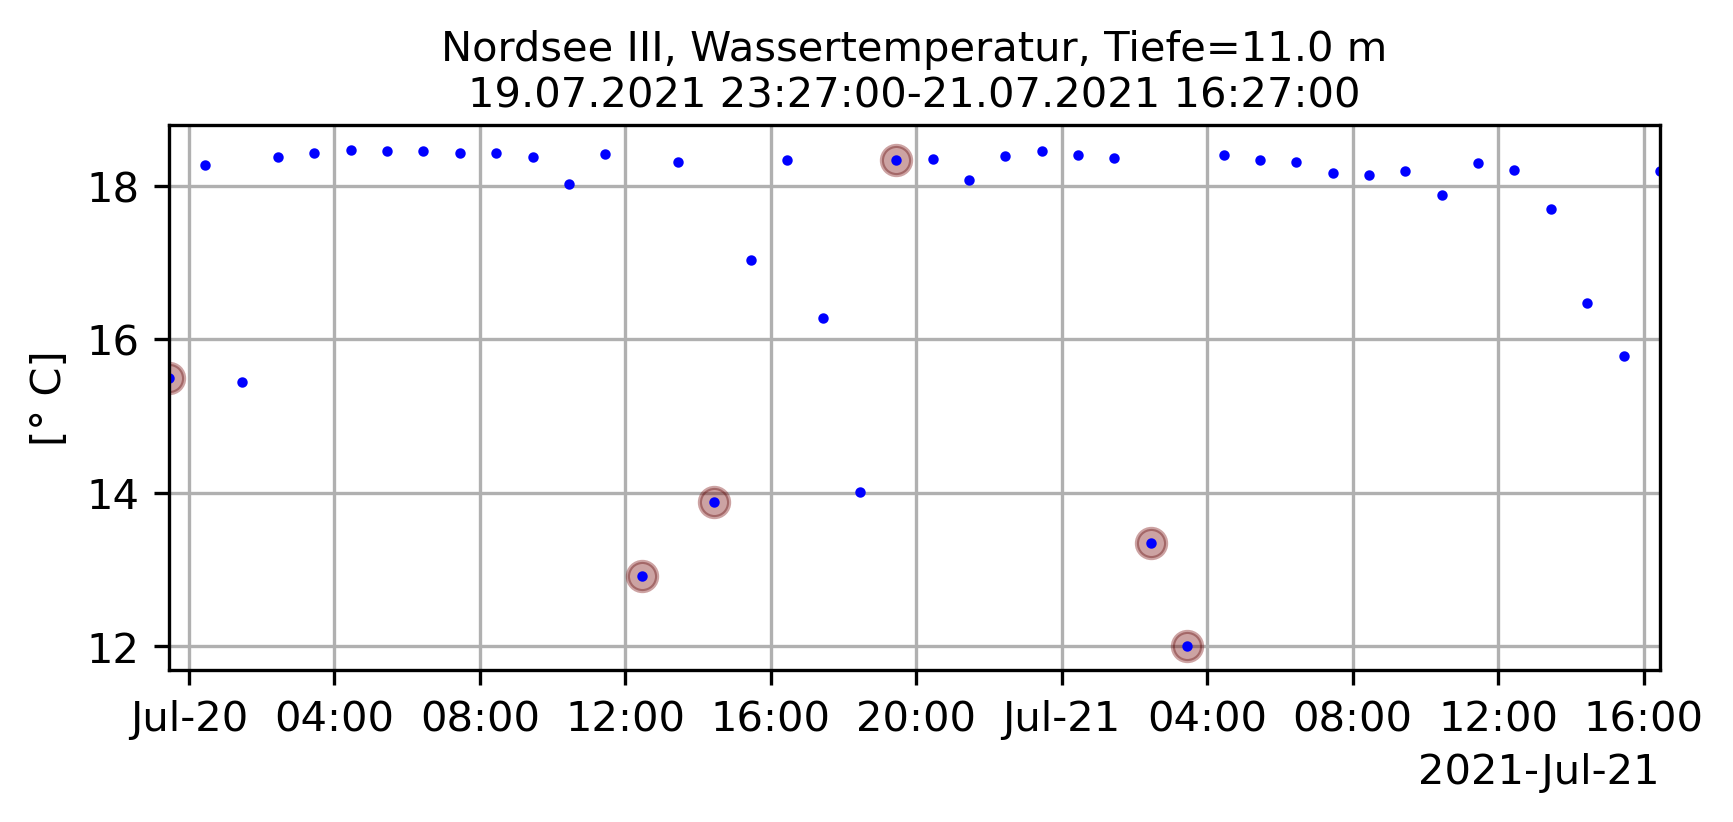 Nordsee III, Wassertemperatur, Tiefe=11.0 m
19.07.2021 23:27:00-21.07.2021 16:27:00
[° C]
18
16
14
12
Jul-20 04:00 08:00 12:00 16:00 20:00 Jul-21 04:00 08:00 12:00 16:00
2021-Jul-21